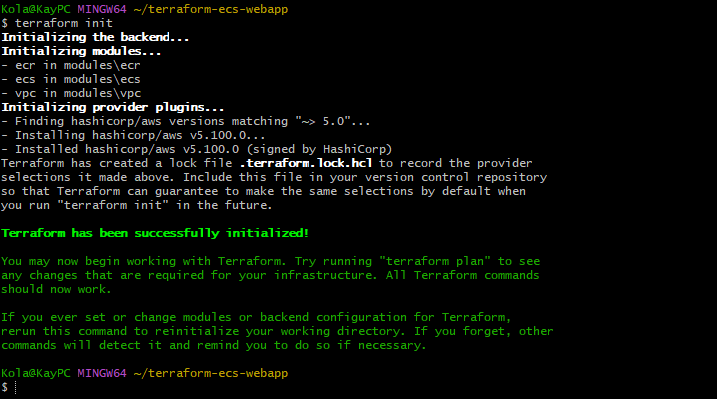 Kola@KayPC MINGW64 ~/terraform-ecs-webapp
$ terraform init
Initializing the backend...
Initializing modules...
- ecr in modules\ecr
- ecs in modules\ecs
- vpc in modules\vpc
Initializing provider plugins...
- Finding hashicorp/aws versions matching "~> 5.0"...
- Installing hashicorp/aws v5.100.0...
- Installed hashicorp/aws v5.100.0 (signed by HashiCorp)
Terraform has created a lock file .terraform.lock.hcl to record the provider
selections it made above. Include this file in your version control repository
so that Terraform can guarantee to make the same selections by default when
you run "terraform init" in the future.
Terraform has been successfully initialized!
You may now begin working with Terraform. Try running "terraform plan" to see
any changes that are required for your infrastructure. All Terraform commands
should now work.
If you ever set or change modules or backend configuration for Terraform,
rerun this command to reinitialize your working directory. If you forget, other
commands will detect it and remind you to do so if necessary.
Kola@KayPC MINGW64 ~/terraform-ecs-webapp
$